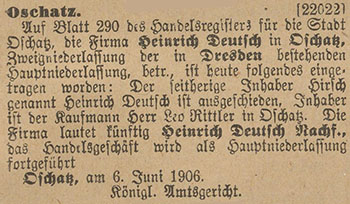 Oschatz. [22022]
Auf Blatt 290 des Handelsregisters für die Stadt
Oschatz, die Firma Heinrich Deutsch in Oschatz,
Zweigniederlassung der in Dresden bestehenden
Hauptniederlassung, betr., ist heute folgendes einge-
tragen worden: Der seitherige Inhaber Hirsch
genannt Heinrich Deutsch ist ausgeschieden, Inhaber
ist der Kaufmann Herr Leo Rittler in Oschatz. Die
Firma lautet künftig Heinrich Deutsch Nachf.,
das Handelsgeschäft wird als Hauptniederlassung
fortgeführt
Oschatz, am 6. Juni 1906.
Königl. Amtsgericht.